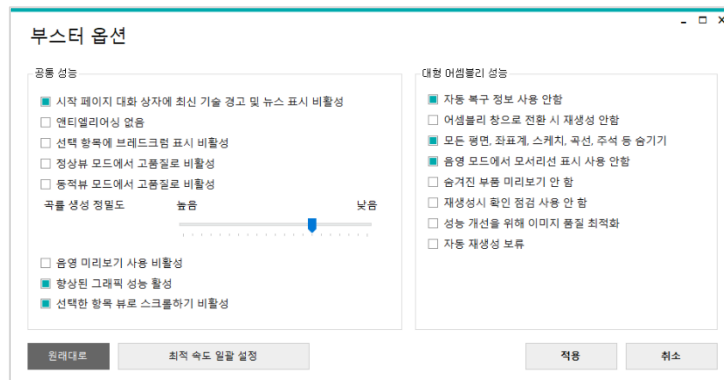 부스터 옵션
공통 성능
시작 페이지 대화 상자에 최신 기술 경고 및 뉴스 표시 비활성
앤티엘리어싱 없음
선택 항목에 브레드크럼 표시 비활성
정상뷰 모드에서 고품질로 비활성
동적뷰 모드에서 고품질로 비활성
곡률 생성 정밀도 높음 낮음
음영 미리보기 사용 비활성
향상된 그래픽 성능 활성
선택한 항목 뷰로 스크롤하기 비활성
대형 어셈블리 성능
자동 복구 정보 사용 안함
어셈블리 창으로 전환 시 재생성 안함
모든 평면, 좌표계, 스케치, 곡선, 주석 등 숨기기
음영 모드에서 모서리선 표시 사용 안함
숨겨진 부품 미리보기 안 함
재생성시 확인 점검 사용 안 함
성능 개선을 위해 이미지 품질 최적화
자동 재생성 보류
원래대로 최적 속도 일괄 설정 적용 취소